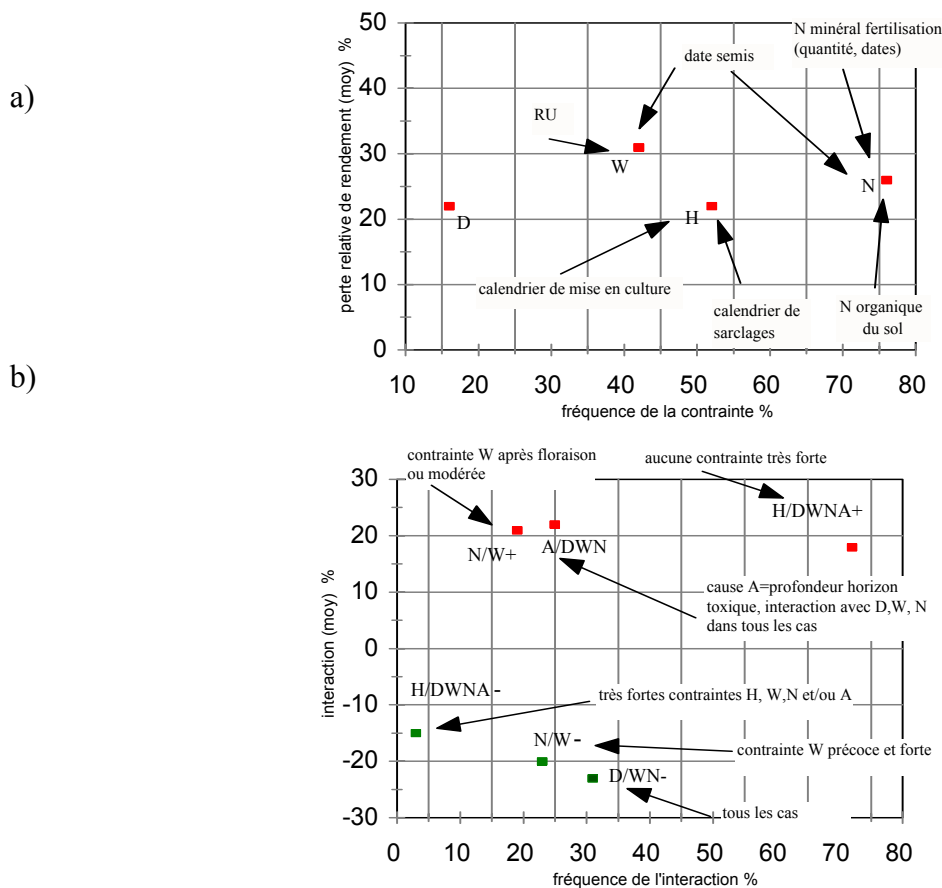 a)
perte relative de rendement (moy) %
50
40
30
20
10
0
N minéral fertilisation
(quantité, dates)
date semis
RU
W
N
D
H
calendrier de mise en culture
calendrier de
sarclages
N organique
du sol
10 20 30 40 50 60 70 80
fréquence de la contrainte %
b)
interaction (moy) %
30
20
10
0
-10
-20
-30
contrainte W après floraison
ou modérée
aucune contrainte très forte
H/DWNA+
N/W+
A/DWN
cause A=profondeur horizon
toxique, interaction avec D,W, N
dans tous les cas
H/DWNA-
très fortes contraintes H, W,N et/ou A
N/W-
contrainte W précoce et forte
D/WN-
tous les cas
0 10 20 30 40 50 60 70 80
fréquence de l'interaction %